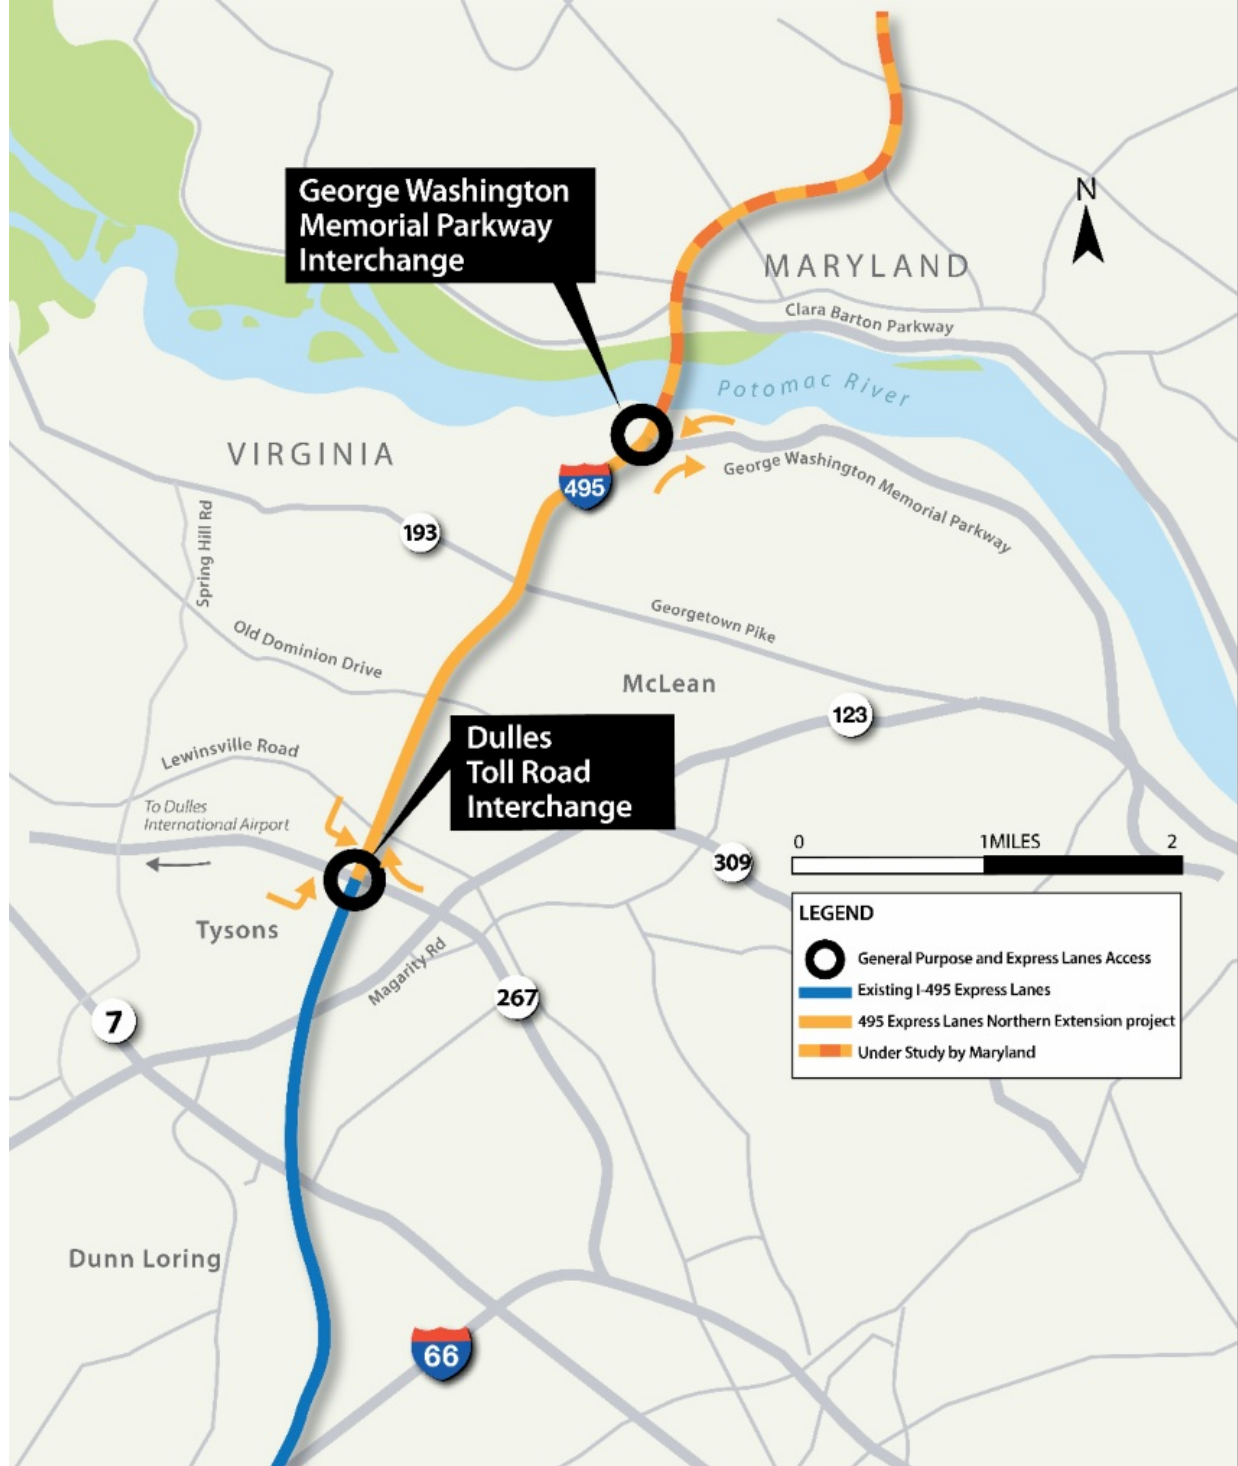 George Washington
Memorial Parkway
Interchange
N
MARYLAND
Clara Barton Parkway
Potomac River
VIRGINIA
495
George Washington Memorial Parkway
Spring Hill Rd
193
Georgetown Pike
Old Dominion Drive
McLean
123
Dulles
Toll Road
Interchange
Lewinsville Road
To Dulles
International Airport
0 1 MILES 2
309
Tysons
Magarity Rd
267
7
LEGEND
General Purpose and Express Lanes Access
Existing I-495 Express Lanes
495 Express Lanes Northern Extension project
Under Study by Maryland
Dunn Loring
66